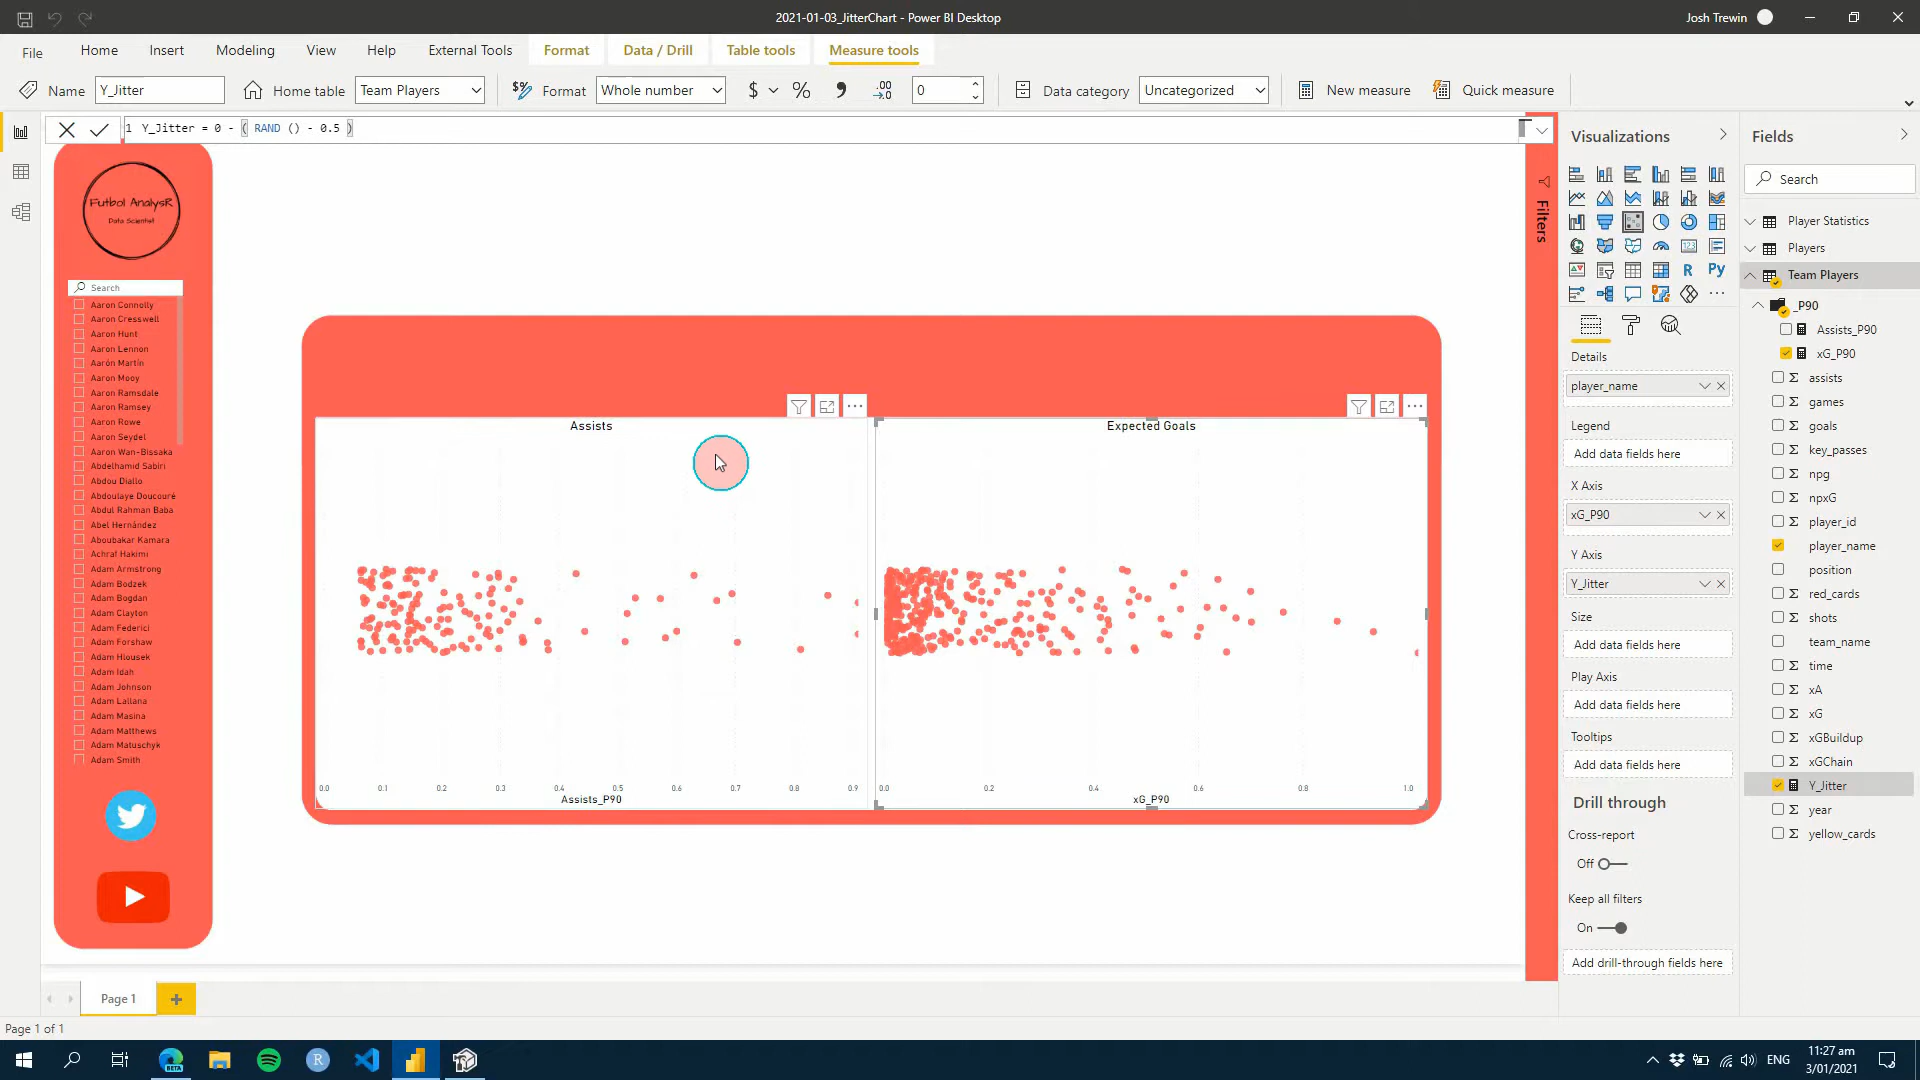 2021-01-03_JitterChart - Power BI Desktop
Josh Trewin
File
Home
Insert
Modeling
View
Help
External Tools
Format
Data / Drill
Table tools
Measure tools
Name
Y_Jitter
Home table
Team Players
Format
Whole number
$
%
0
Data category
Uncategorized
New measure
Quick measure
1 Y_Jitter = 0 - ( RAND () - 0.5 )
Futbol AnalysR
Data Scientist
Search
Aaron Connolly
Aaron Cresswell
Aaron Hunt
Aaron Lennon
Aarón Martín
Aaron Mooy
Aaron Ramsdale
Aaron Ramsey
Aaron Rowe
Aaron Seydel
Aaron Wan-Bissaka
Abdelhamid Sabiri
Abdou Diallo
Abdoulaye Doucouré
Abdul Rahman Baba
Abel Hernández
Aboubakar Kamara
Achraf Hakimi
Adam Armstrong
Adam Bodzek
Adam Bogdan
Adam Clayton
Adam Federici
Adam Forshaw
Adam Hlousek
Adam Idah
Adam Johnson
Adam Lallana
Adam Masina
Adam Matthews
Adam Matuschyk
Adam Smith
Assists
0.0 0.1 0.2 0.3 0.4 0.5 0.6 0.7 0.8 0.9
Assists_P90
Expected Goals
0.0 0.2 0.4 0.6 0.8 1.0
xG_P90
Filters
Visualizations
R
Py
123
Details
player_name
Legend
Add data fields here
X Axis
xG_P90
Y Axis
Y_Jitter
Size
Add data fields here
Play Axis
Add data fields here
Tooltips
Add data fields here
Drill through
Cross-report
Off
Keep all filters
On
Add drill-through fields here
Fields
Search
Player Statistics
Players
Team Players
_P90
Assists_P90
xG_P90
assists
games
goals
key_passes
npg
npxG
player_id
player_name
position
red_cards
shots
team_name
time
xA
xG
xGBuildup
xGChain
Y_Jitter
year
yellow_cards
Page 1
Page 1 of 1
BETA
R
ENG
11:27 am
3/01/2021